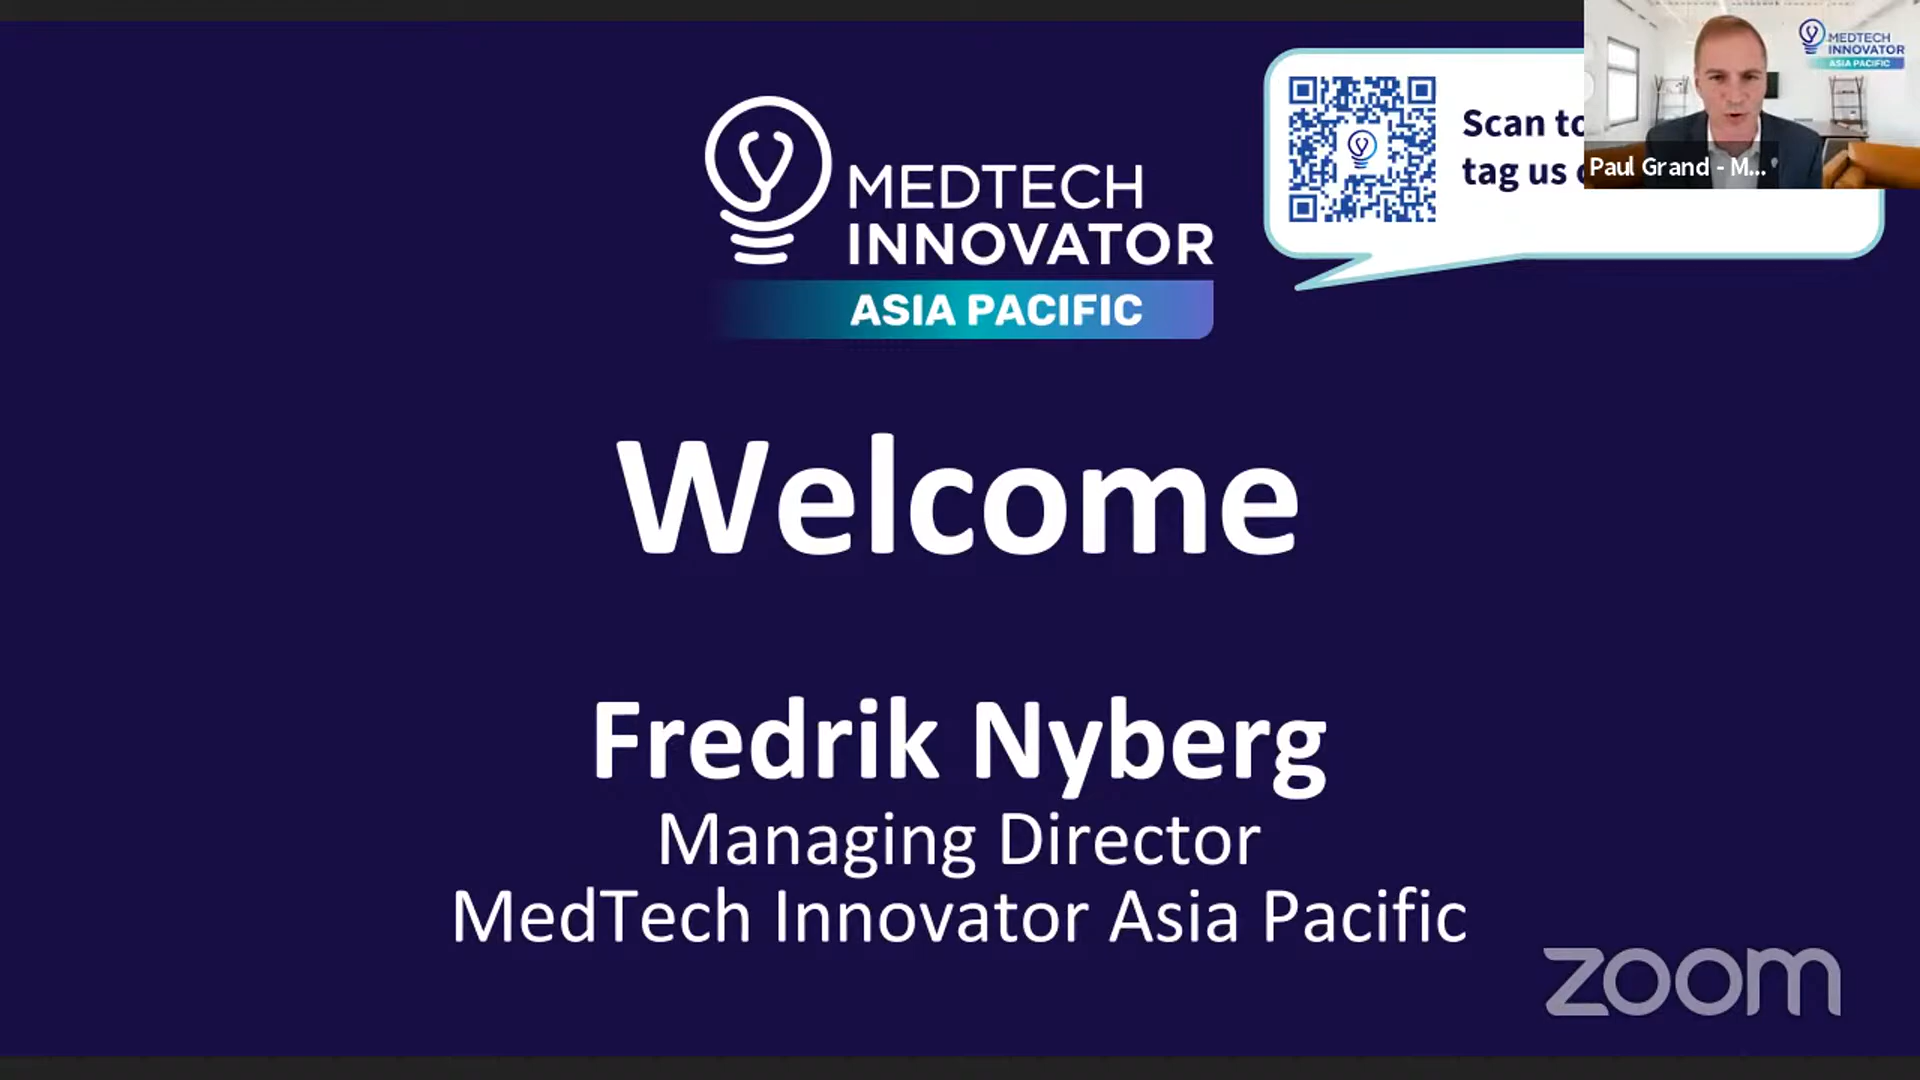 MEDTECH
INNOVATOR
ASIA PACIFIC
Scan to
tag us
MEDTECH
INNOVATOR
ASIA PACIFIC
Paul Grand - M...
Welcome
Fredrik Nyberg
Managing Director
MedTech Innovator Asia Pacific
zoom